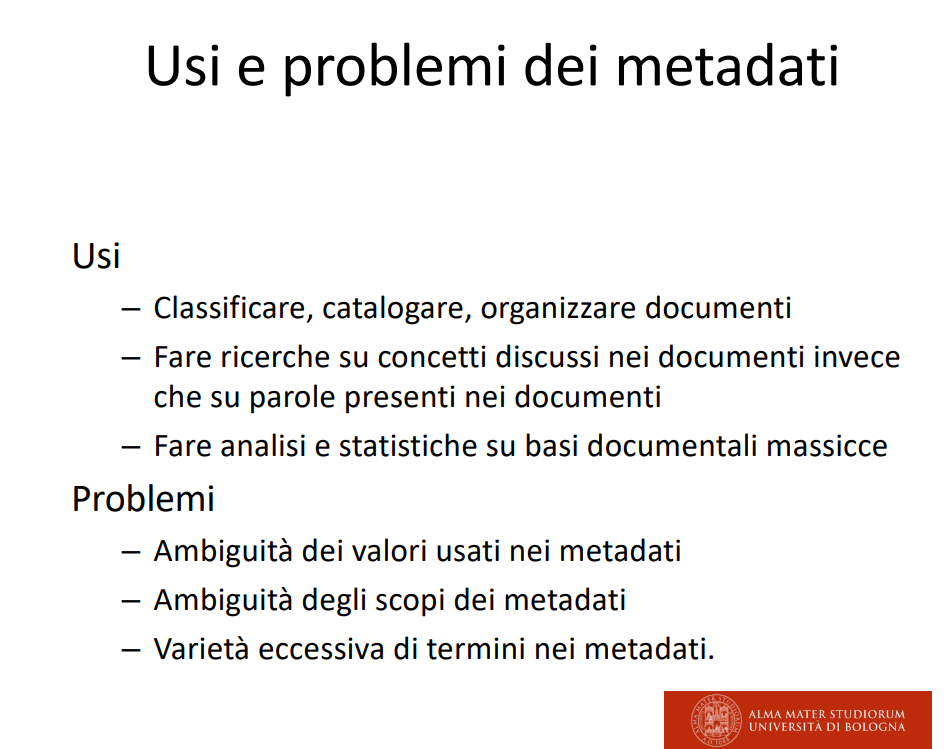 Usi e problemi dei metadati
Usi
– Classificare, catalogare, organizzare documenti
– Fare ricerche su concetti discussi nei documenti invece
che su parole presenti nei documenti
– Fare analisi e statistiche su basi documentali massicce
Problemi
– Ambiguità dei valori usati nei metadati
– Ambiguità degli scopi dei metadati
– Varietà eccessiva di termini nei metadati.
ALMA MATER STUDIORUM
UNIVERSITÀ DI BOLOGNA